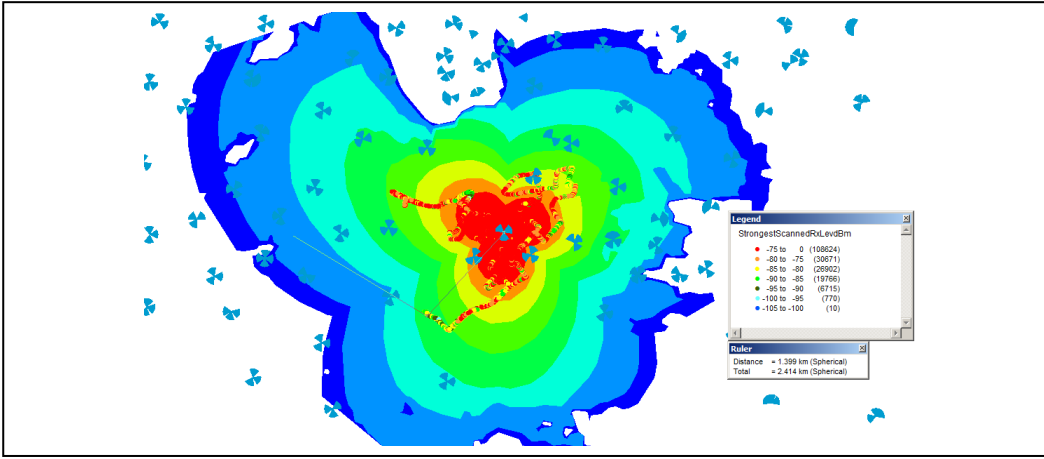 Legend
StrongestScannedRxLevdBm
-75 to 0 (108624)
-80 to -75 (30671)
-85 to -80 (26902)
-90 to -85 (19766)
-95 to -90 (6715)
-100 to -95 (770)
-105 to -100 (10)
Ruler
Distance = 1.399 km (Spherical)
Total = 2.414 km (Spherical)